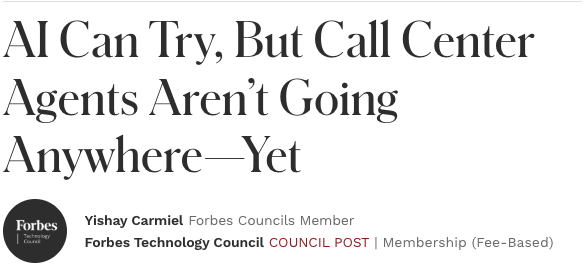 AI Can Try, But Call Center
Agents Aren't Going
Anywhere—Yet
Forbes
Technology
Council
Yishay Carmiel Forbes Councils Member
Forbes Technology Council COUNCIL POST | Membership (Fee-Based)